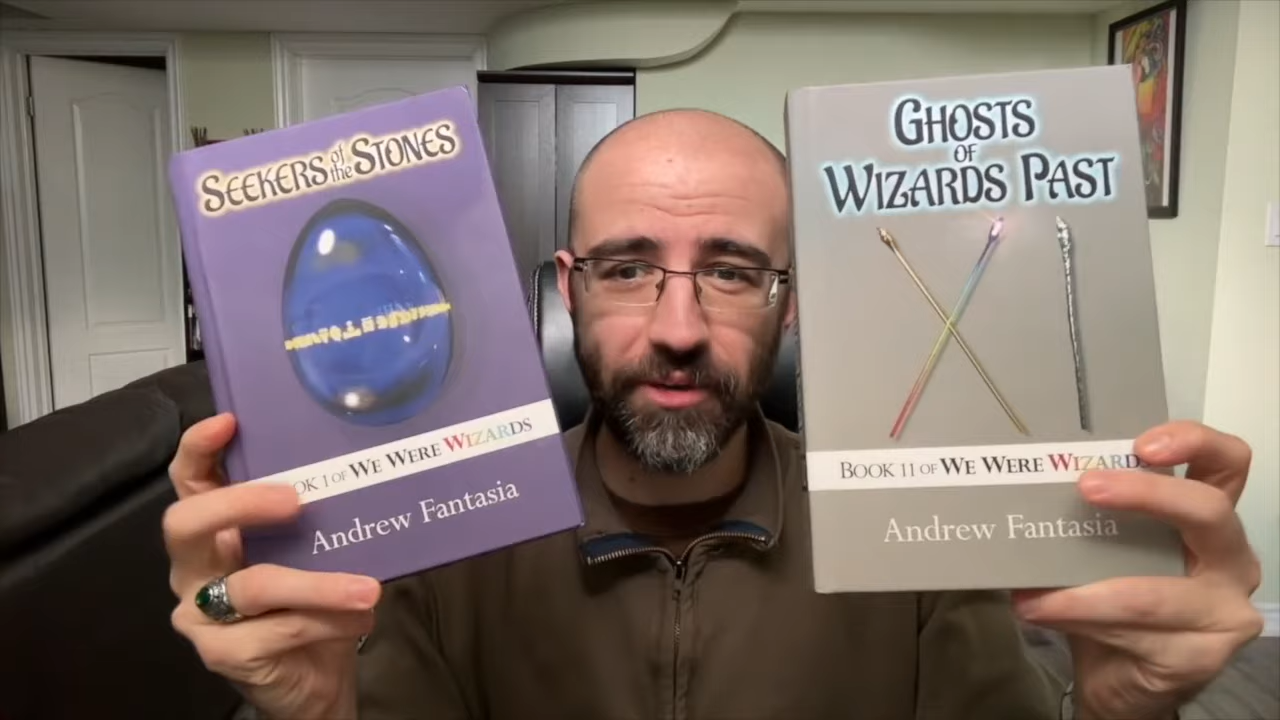 SEEKERS of the STONES
OK 1 OF WE WERE WIZARDS
Andrew Fantasia
GHOSTS
OF
WIZARDS PAST
BOOK 11 OF WE WERE WIZARDS
Andrew Fantasia